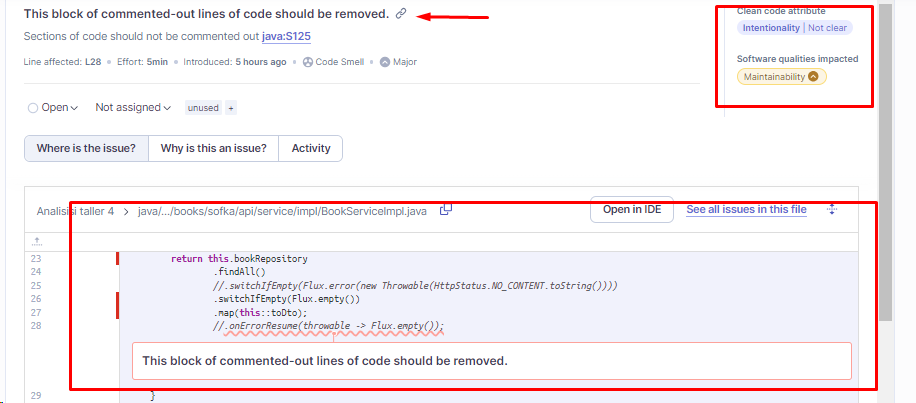 This block of commented-out lines of code should be removed.
Sections of code should not be commented out java:S125
Line affected: L28 • Effort: 5min • Introduced: 5 hours ago • Code Smell • Major
Clean code attribute
Intentionality | Not clear
Software qualities impacted
Maintainability
Open Not assigned unused +
Where is the issue? Why is this an issue? Activity
Analisisi taller 4 > java/.../books/sofka/api/service/impl/BookServiceImpl.java Open in IDE See all issues in this file
23 return this.bookRepository
24 .findAll()
25 //.switchIfEmpty(Flux.error(new Throwable(HttpStatus.NO_CONTENT.toString())))
26 .switchIfEmpty(Flux.empty())
27 .map(this::toDto);
28 //.onErrorResume(throwable -> Flux.empty());
This block of commented-out lines of code should be removed.
29 }